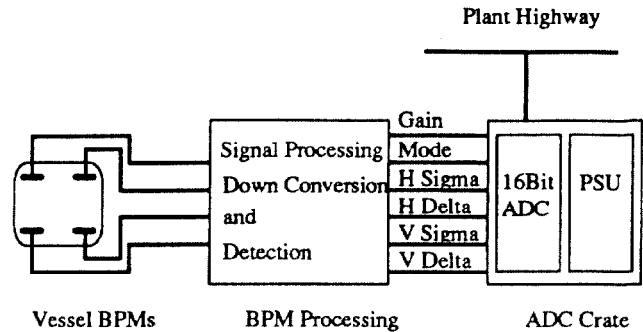 Plant Highway
Signal Processing
Down Conversion
and
Detection
Gain
Mode
H Sigma
H Delta
V Sigma
V Delta
16Bit
ADC
PSU
Vessel BPMs
BPM Processing
ADC Crate